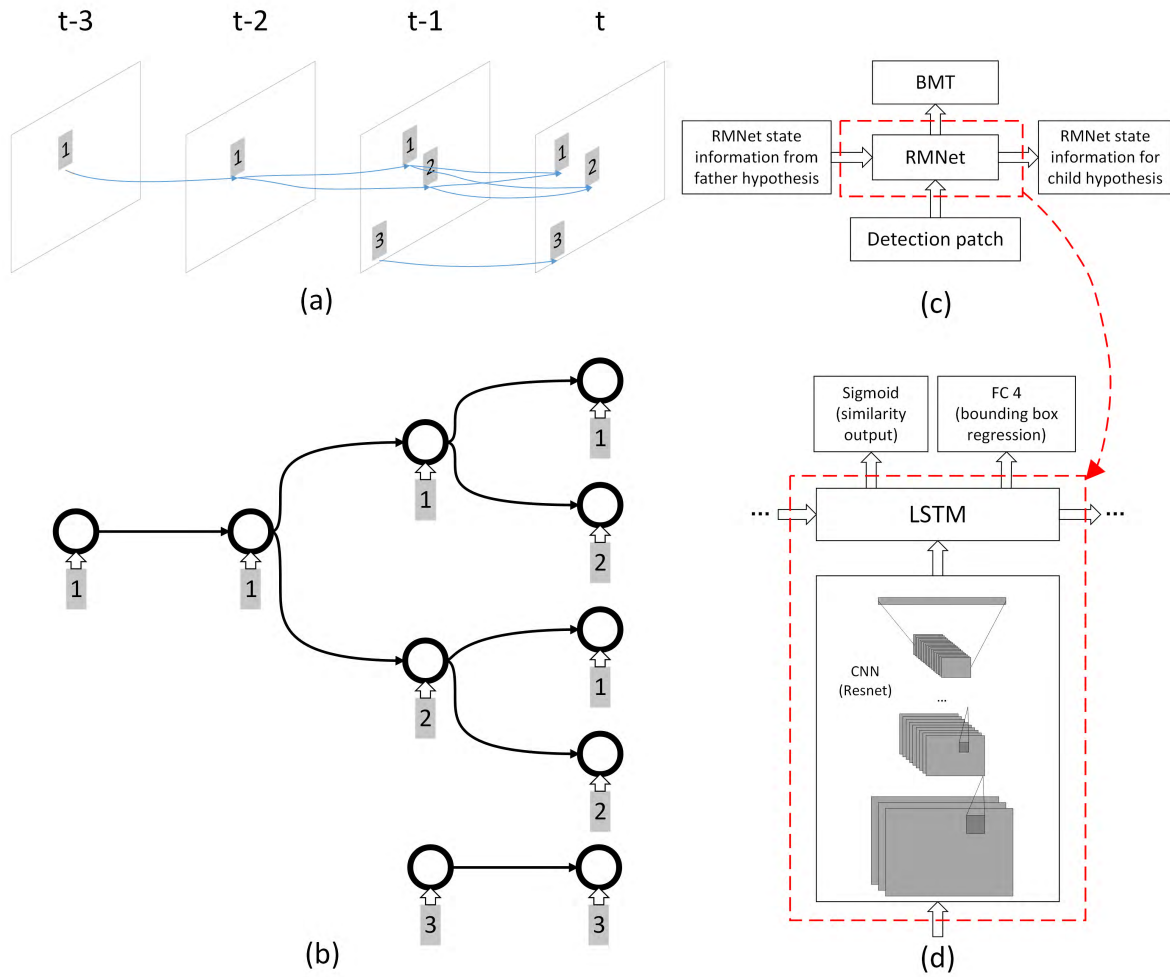 t-3 t-2 t-1 t
1 1 1 2 3 1 2 3
(a)
BMT
RMNet state
information from
father hypothesis
RMNet
RMNet state
information for
child hypothesis
Detection patch
(c)
1
1
1
2
1
2
1
2
3
3
(b)
Sigmoid
(similarity
output)
FC 4
(bounding box
regression)
... LSTM ...
CNN
(Resnet)
...
(d)